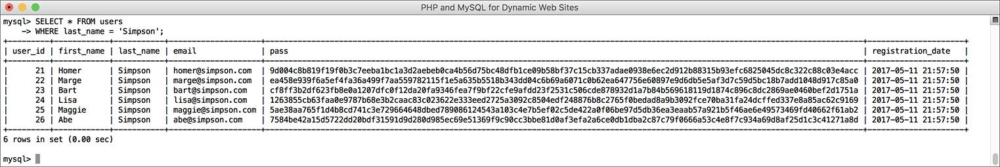 PHP and MySQL for Dynamic Web Sites
mysql> SELECT * FROM users
    -> WHERE last_name = 'Simpson';
| user_id | first_name | last_name | email | pass | registration_date |
| 21 | Homer | Simpson | homer@simpson.com | 9d004c8b819f19f0b3c7eeba1bc1a3d2aebeb0ca4b56d75bc48dfb1ce09b58bf37c15cb337adae0938e6ec2d912b88315b93efc6825045dc8c322c88c03e4acc | 2017-05-11 21:57:50 |
| 22 | Marge | Simpson | marge@simpson.com | ea458e939f6a5ef4fa36a499f7aa559782115f1e5a635b5518b343dd04c6b69a6071c0b62ea647756e60897e9d6db5e5af3d7c59d5bc18b7add1048d917c85a0 | 2017-05-11 21:57:50 |
| 23 | Bart | Simpson | bart@simpson.com | cf8ff3b2df623fb8e0a1207dfc0f12da20fa9346fea7f9bf22cfe9afdd23f2531c506cde878932d1a7b84b569618119d1874c896c8dc2869ae0460bef2d1751a | 2017-05-11 21:57:50 |
| 24 | Lisa | Simpson | lisa@simpson.com | 1263855cb63faa0e9787b68e3b2caac83c023622e333eed2725a3092c8504edf248876b8c2765f0bedad8a9b3092fce70ba31fa24dcffed337e8a85ac62c9169 | 2017-05-11 21:57:50 |
| 25 | Maggie | Simpson | maggie@simpson.com | 5ae38aa765f1d4b8cd741c3e729664648dbed789086124543a103c4e7b5ef02c5de422a0f06be97d5db36ea3eaab57a921b5f46ae6e49573469fd40662f61ab2 | 2017-05-11 21:57:50 |
| 26 | Abe | Simpson | abe@simpson.com | 7584be42a15d5722dd20bdf31591d9d280d985ec69e51369f9c90cc3bbe81d0af3efa2a6ce0db1dba2c87c79f0666a53c4e8f7c934a69d8af25d1c3c41271a8d | 2017-05-11 21:57:50 |
6 rows in set (0.00 sec)
mysql>